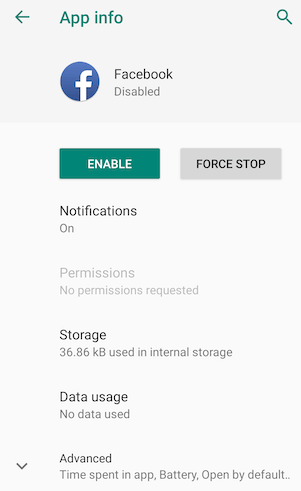 App info
Facebook
Disabled
ENABLE
FORCE STOP
Notifications
On
Permissions
No permissions requested
Storage
36.86 kB used in internal storage
Data usage
No data used
Advanced
Time spent in app, Battery, Open by default..